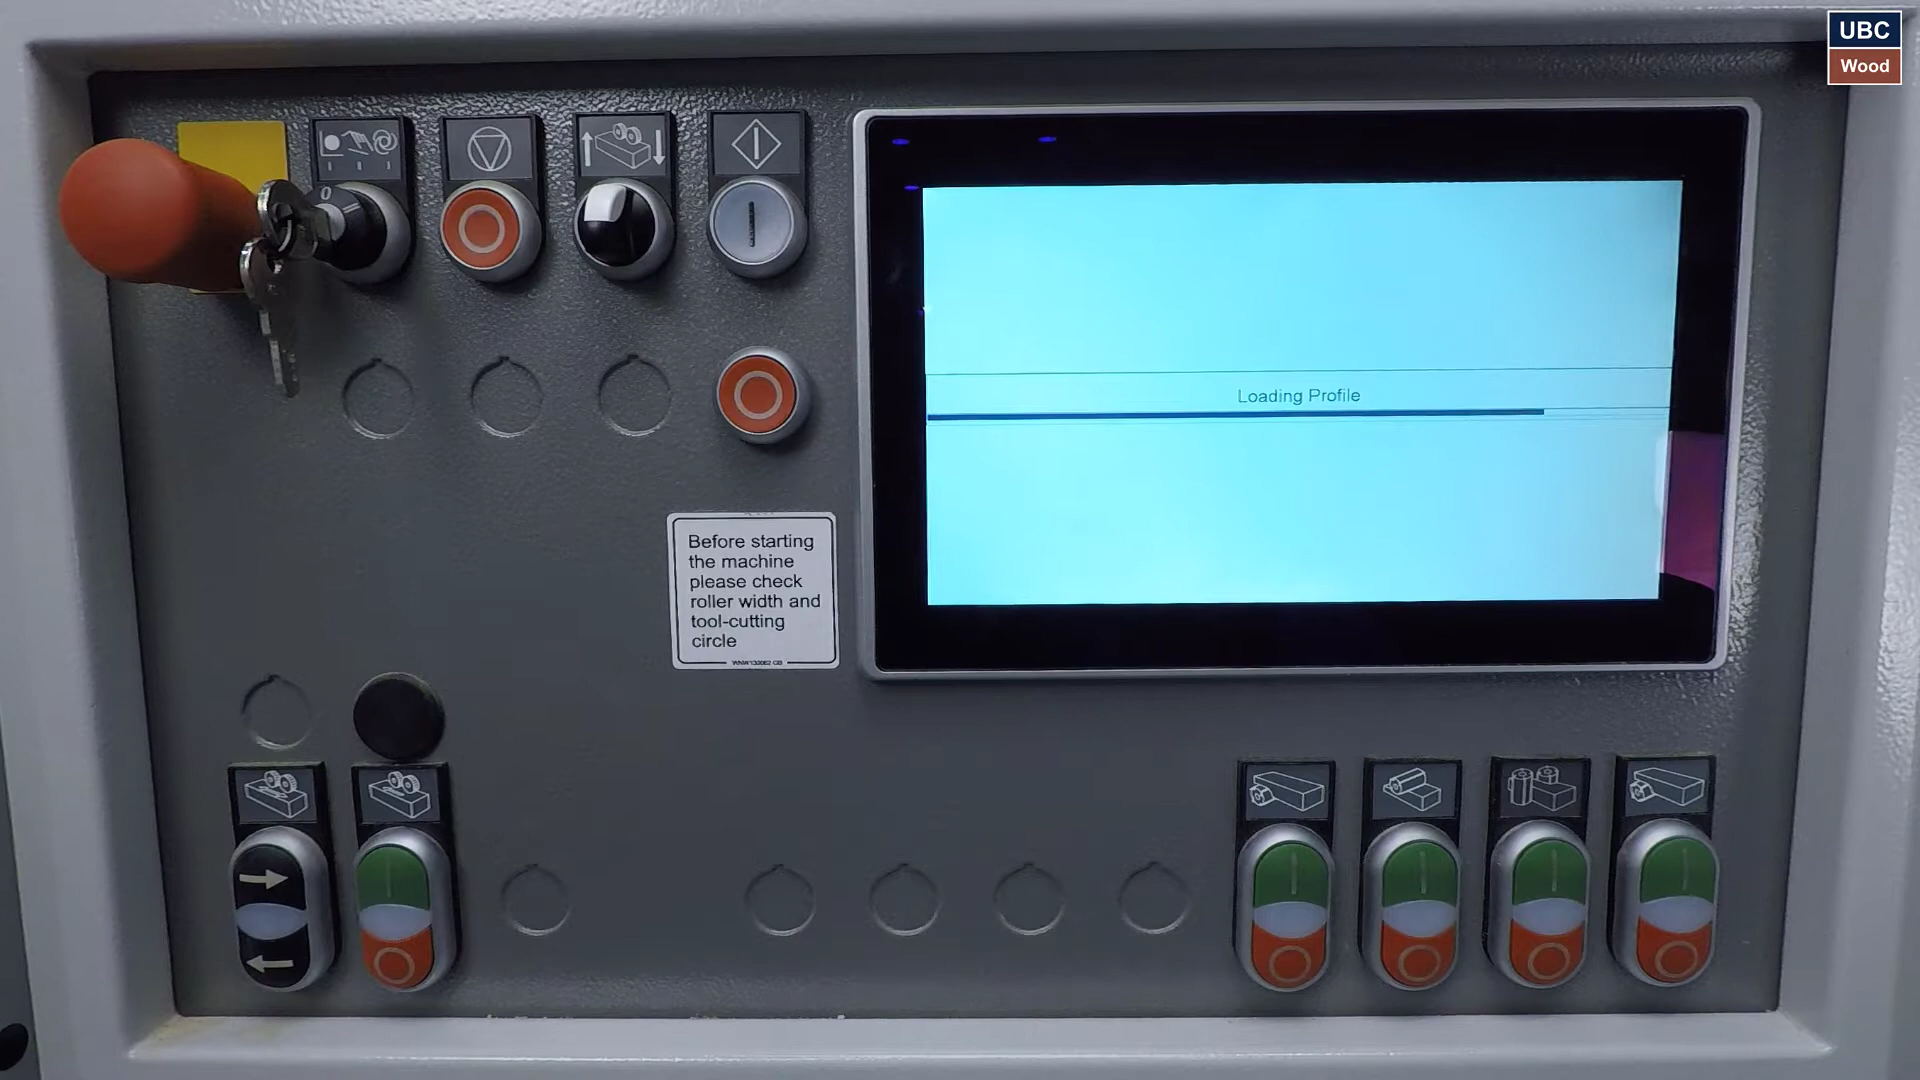 UBC
Wood
0
Loading Profile
Before starting
the machine
please check
roller width and
tool-cutting
circle